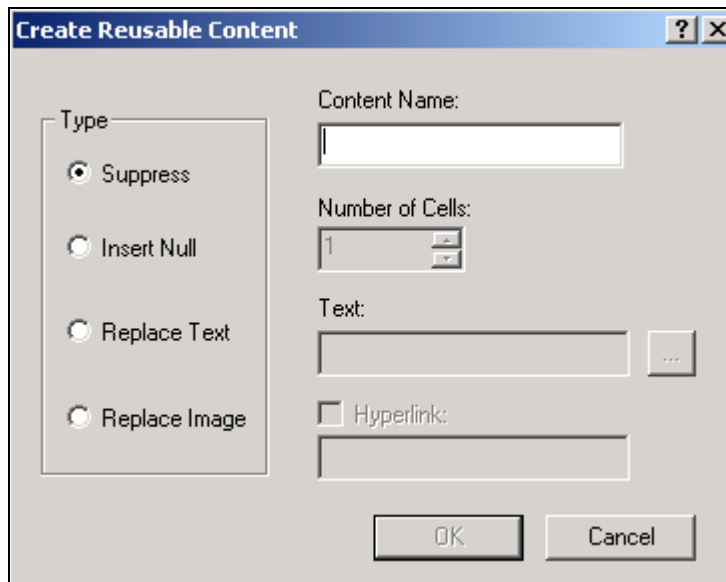 Create Reusable Content
Type
Suppress
Insert Null
Replace Text
Replace Image
Content Name:
Number of Cells:
1
Text:
...
Hyperlink:
OK
Cancel